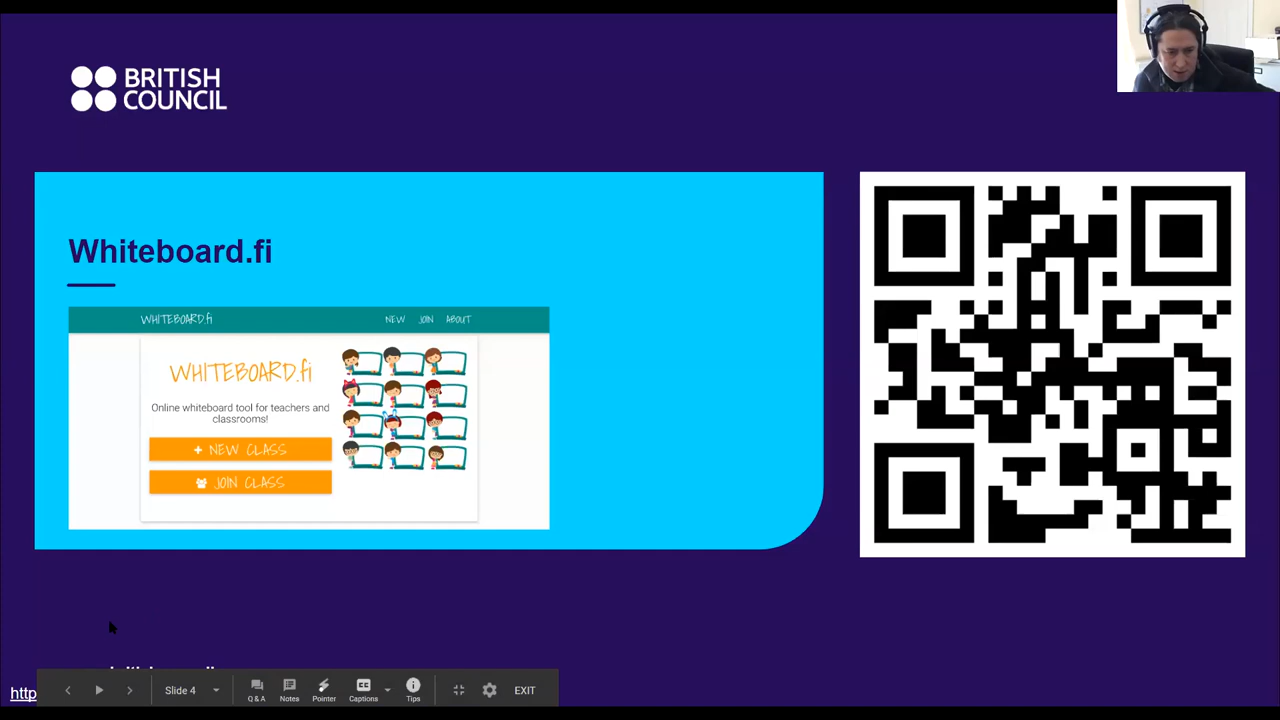 BRITISH
COUNCIL
Whiteboard.fi
WHITEBOARD.fi
NEW JOIN ABOUT
WHITEBOARD.fi
Online whiteboard tool for teachers and
classrooms!
+ NEW CLASS
JOIN CLASS
http
Slide 4
Q & A
Notes
Pointer
Captions
Tips
EXIT